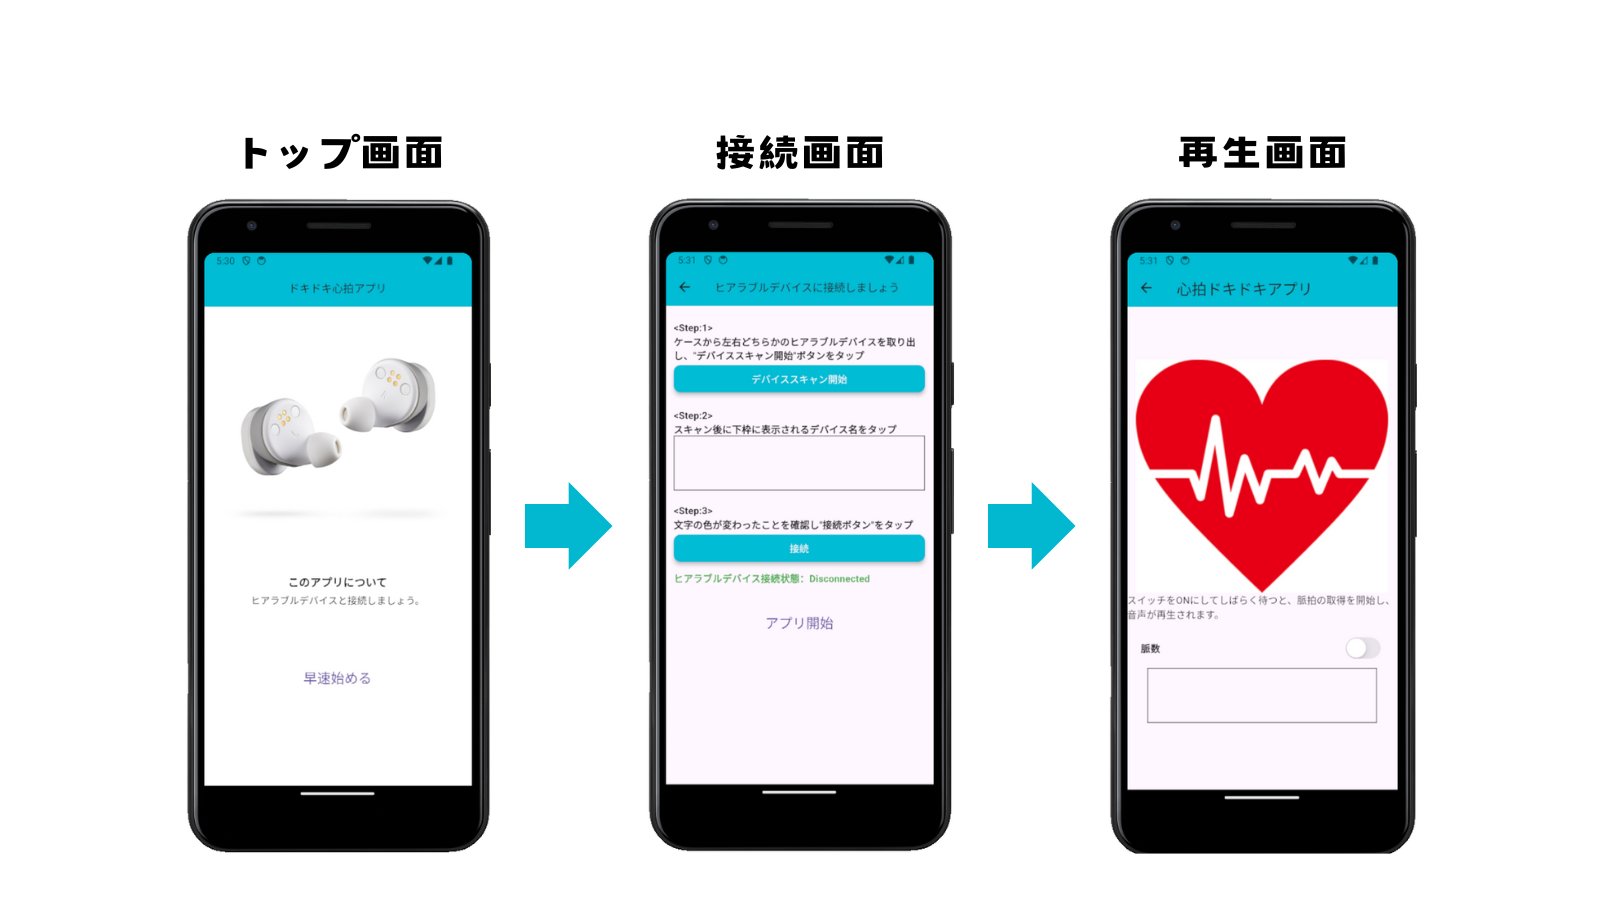 トップ画面
接続画面
再生画面
5:30
ドキドキ心拍アプリ
このアプリについて
ヒアラブルデバイスと接続しましょう。
早速始める
5:31
ヒアラブルデバイスに接続しましょう
<Step:1>
ケースから左右どちらかのヒアラブルデバイスを取り出
し、"デバイススキャン開始"ボタンをタップ
デバイススキャン開始
<Step:2>
スキャン後に下枠に表示されるデバイス名をタップ
<Step:3>
文字の色が変わったことを確認し"接続ボタン"をタップ
接続
ヒアラブルデバイス接続状態：Disconnected
アプリ開始
5:31
心拍ドキドキアプリ
スイッチをONにしてしばらく待つと、脈拍の取得を開始し、
音声が再生されます。
脈数